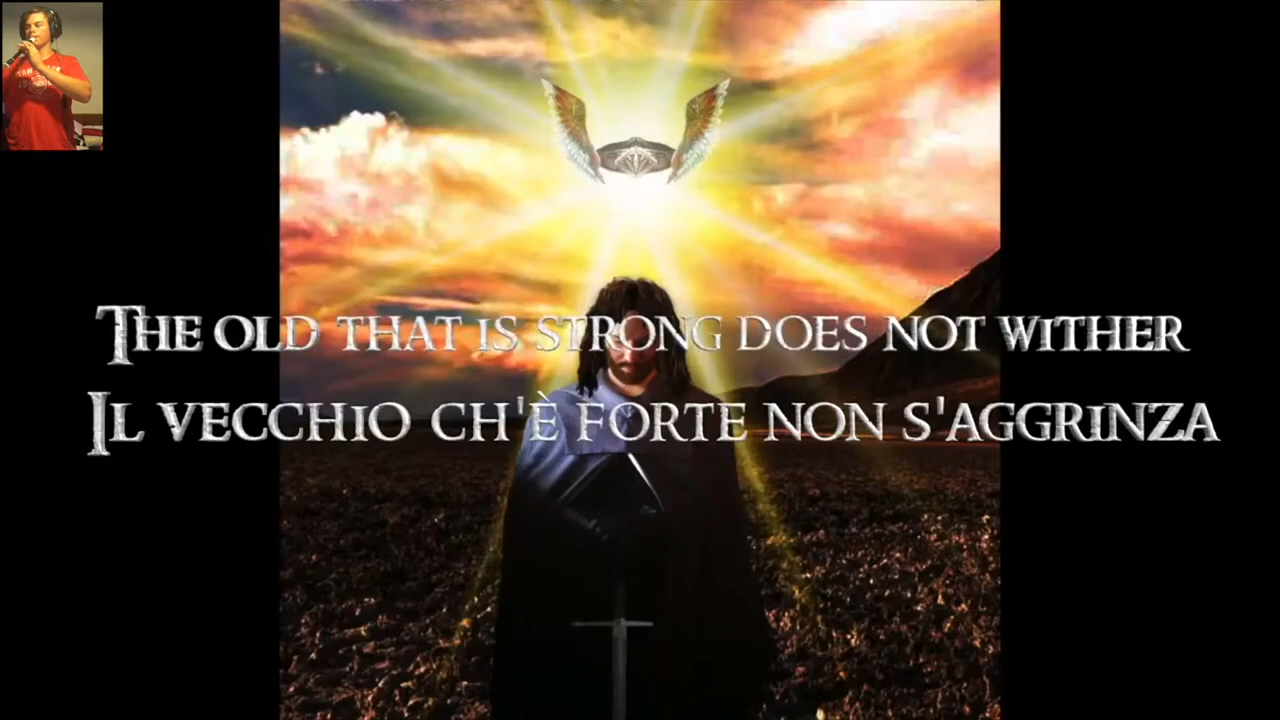 The old that is strong does not wither
Il vecchio ch'è forte non s'aggrinza